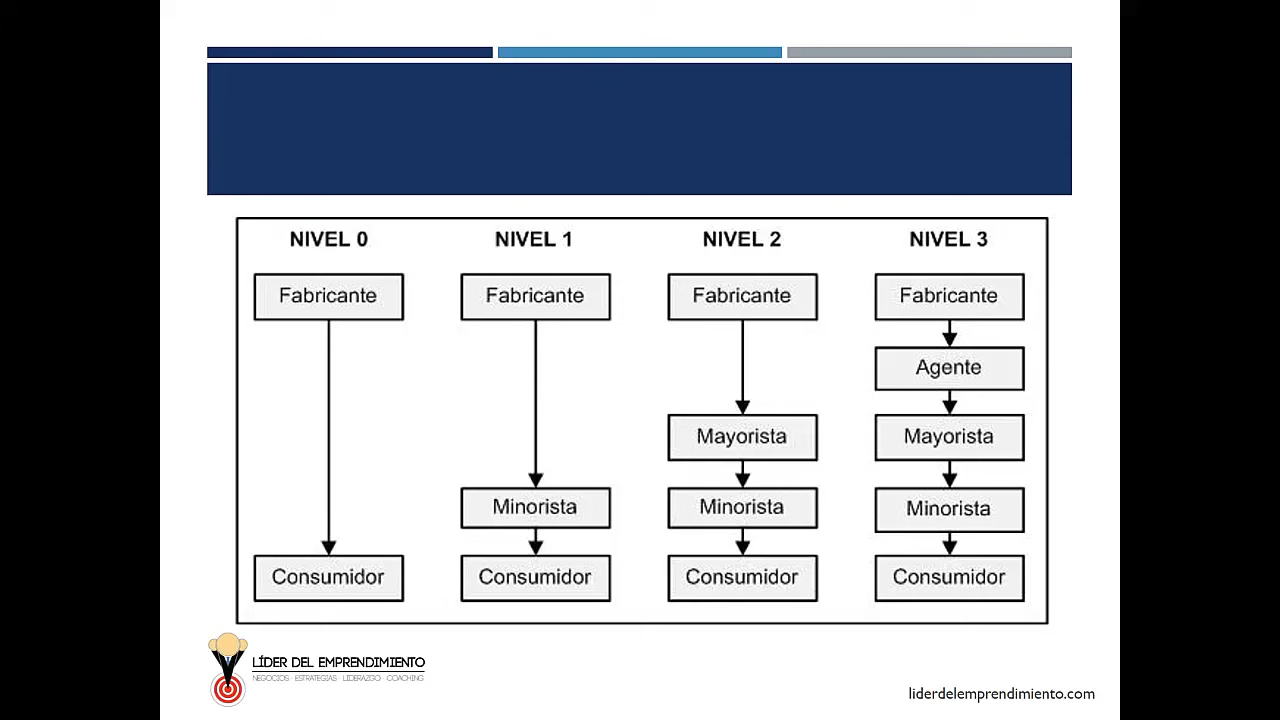 NIVEL 0 NIVEL 1 NIVEL 2 NIVEL 3
Fabricante Fabricante Fabricante Fabricante
Agente
Mayorista Mayorista
Minorista Minorista Minorista
Consumidor Consumidor Consumidor Consumidor
LÍDER DEL EMPRENDIMIENTO
NEGOCIOS · ESTRATEGIAS · LIDERAZGO · COACHING
liderdelemprendimiento.com